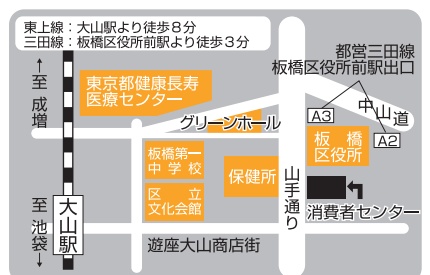 東上線：大山駅より徒歩８分
三田線：板橋区役所前駅より徒歩３分
都営三田線
板橋区役所前駅出口
↑至 成増
東京都健康長寿
医療センター
中山道
A3
A2
グリーンホール
板橋
区役所
板橋第一
中学校
保健所
山手通り
区立
文化会館
消費者センター
大山駅
至 池袋↓
遊座大山商店街